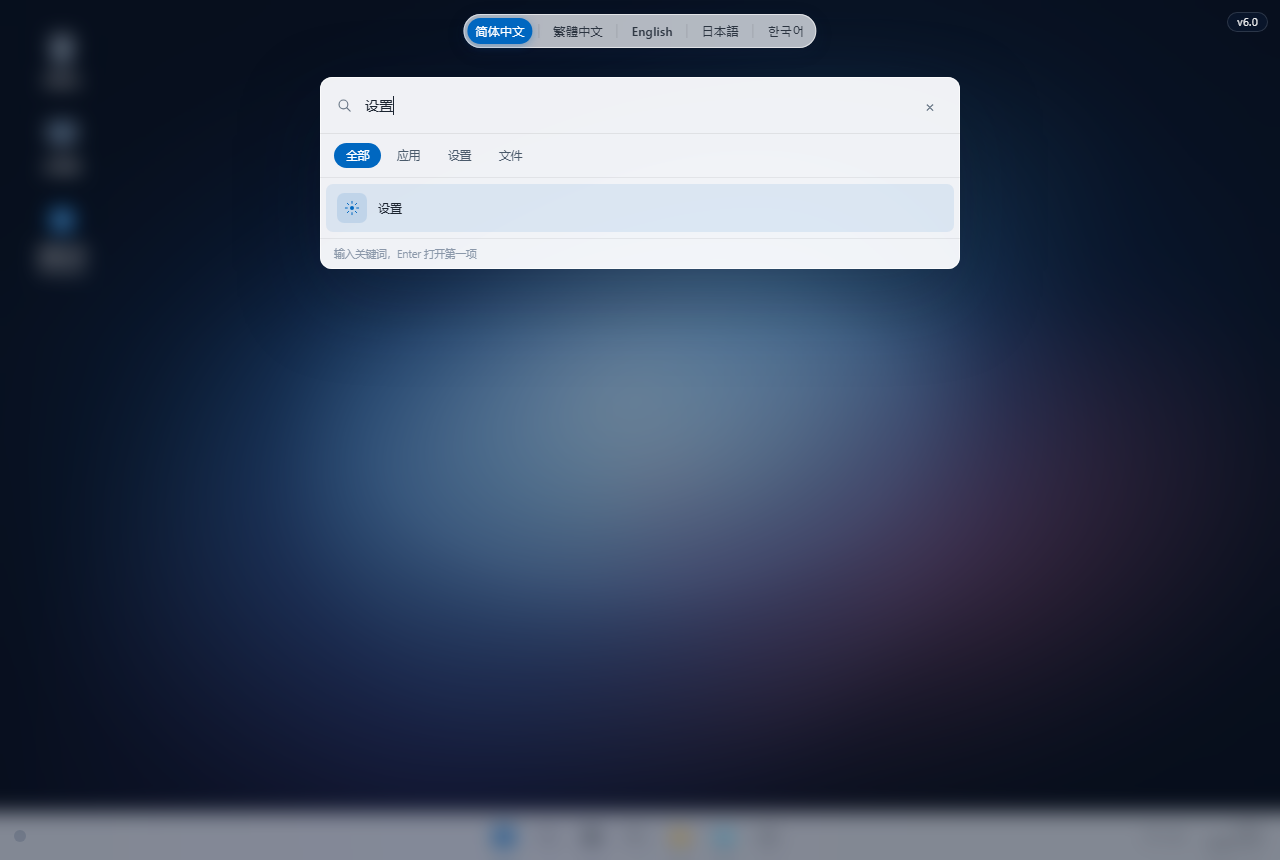 简体中文 繁體中文 English 日本語 한국어
v6.0
设置
全部 应用 设置 文件
设置
输入关键词，Enter 打开第一项